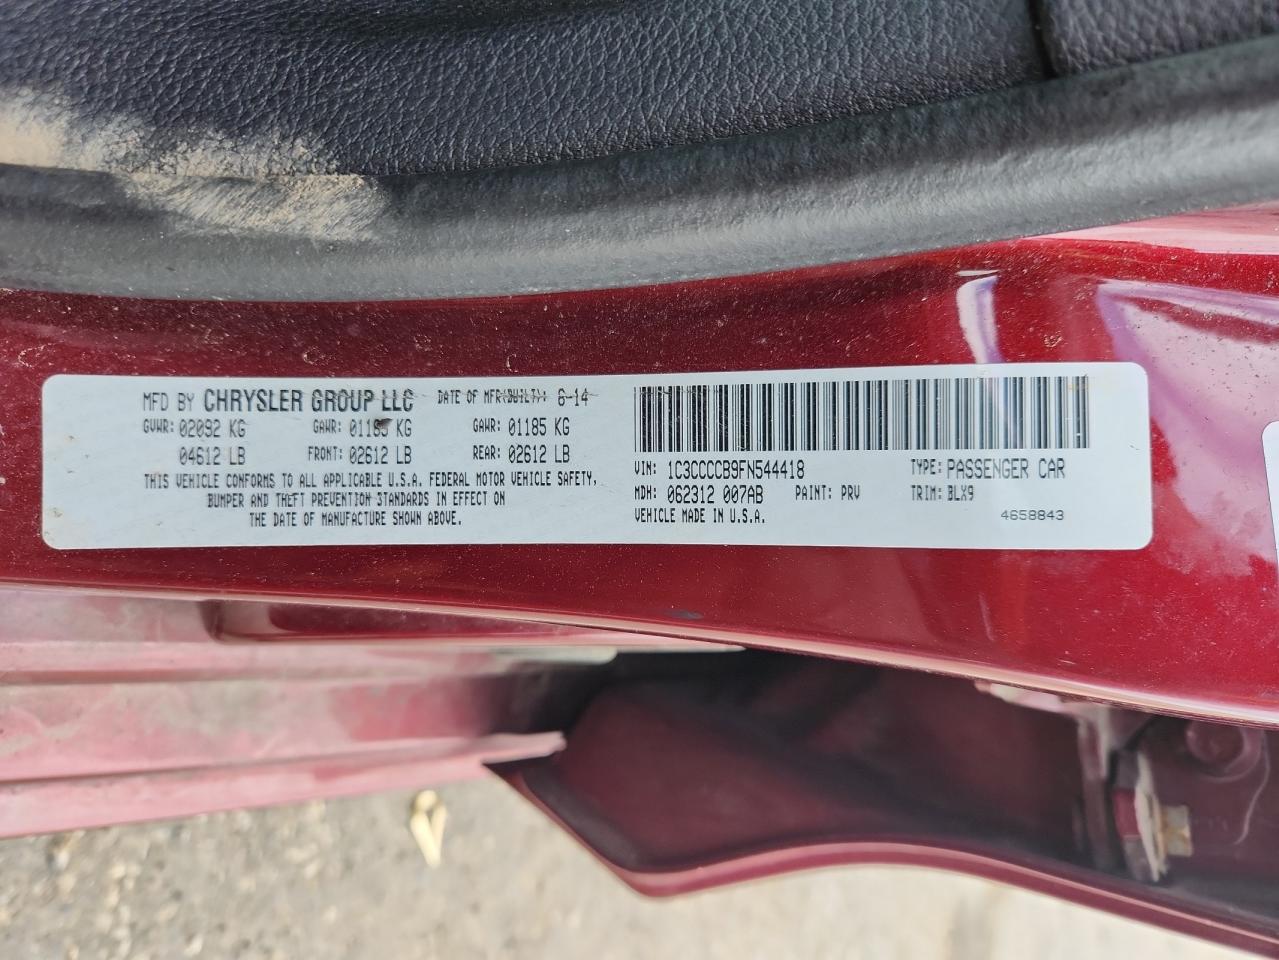 MFD BY CHRYSLER GROUP LLC DATE OF MFR(BUILT): 6-14
GVWR: 02092 KG GAWR: 01185 KG GAWR: 01185 KG
04612 LB FRONT: 02612 LB REAR: 02612 LB
THIS VEHICLE CONFORMS TO ALL APPLICABLE U.S.A. FEDERAL MOTOR VEHICLE SAFETY,
BUMPER AND THEFT PREVENTION STANDARDS IN EFFECT ON
THE DATE OF MANUFACTURE SHOWN ABOVE.
VIN: 1C3CCCCB9FN544418 TYPE: PASSENGER CAR
MDH: 062312 007AB PAINT: PRV TRIM: BLX9
VEHICLE MADE IN U.S.A. 4658843